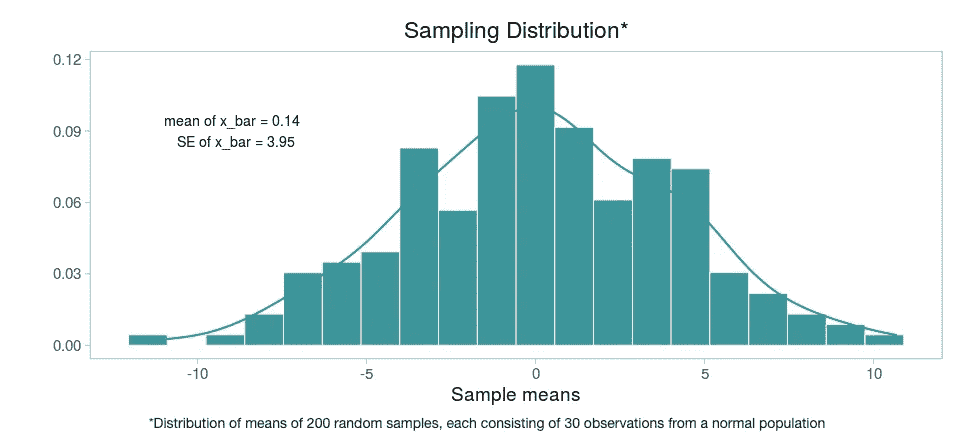 Sampling Distribution*
0.12
mean of x_bar = 0.14
0.09
SE of x_bar = 3.95
0.06
0.03
0.00
-10 -5 0 5 10
Sample means
*Distribution of means of 200 random samples, each consisting of 30 observations from a normal population